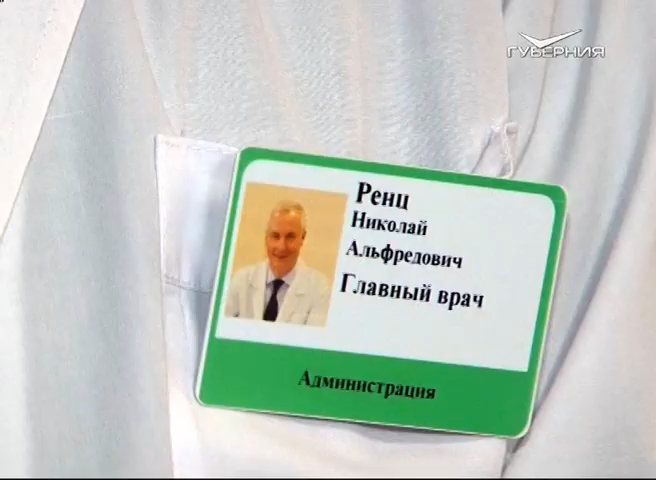 ГУБЕРНИЯ
Ренц
Николай
Альфредович
Главный врач
Администрация